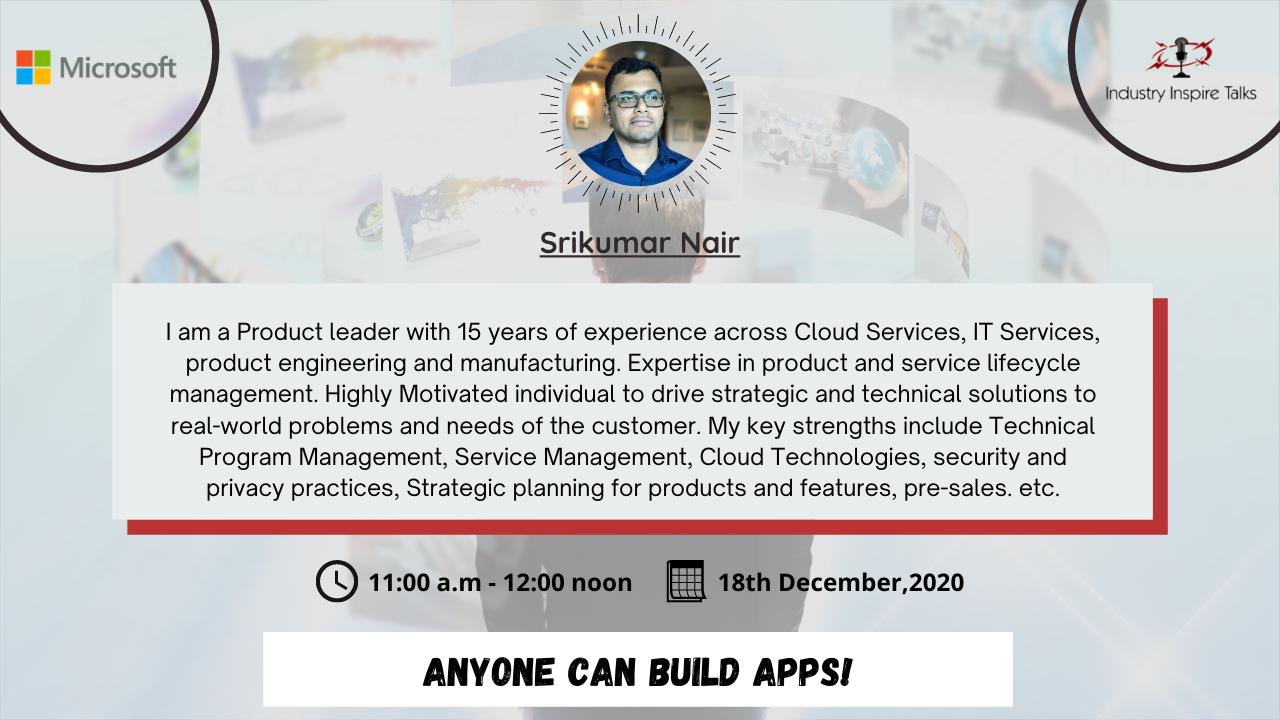 Microsoft
Industry Inspire Talks
Srikumar Nair
I am a Product leader with 15 years of experience across Cloud Services, IT Services,
product engineering and manufacturing. Expertise in product and service lifecycle
management. Highly Motivated individual to drive strategic and technical solutions to
real-world problems and needs of the customer. My key strengths include Technical
Program Management, Service Management, Cloud Technologies, security and
privacy practices, Strategic planning for products and features, pre-sales. etc.
11:00 a.m - 12:00 noon
18th December,2020
ANYONE CAN BUILD APPS!